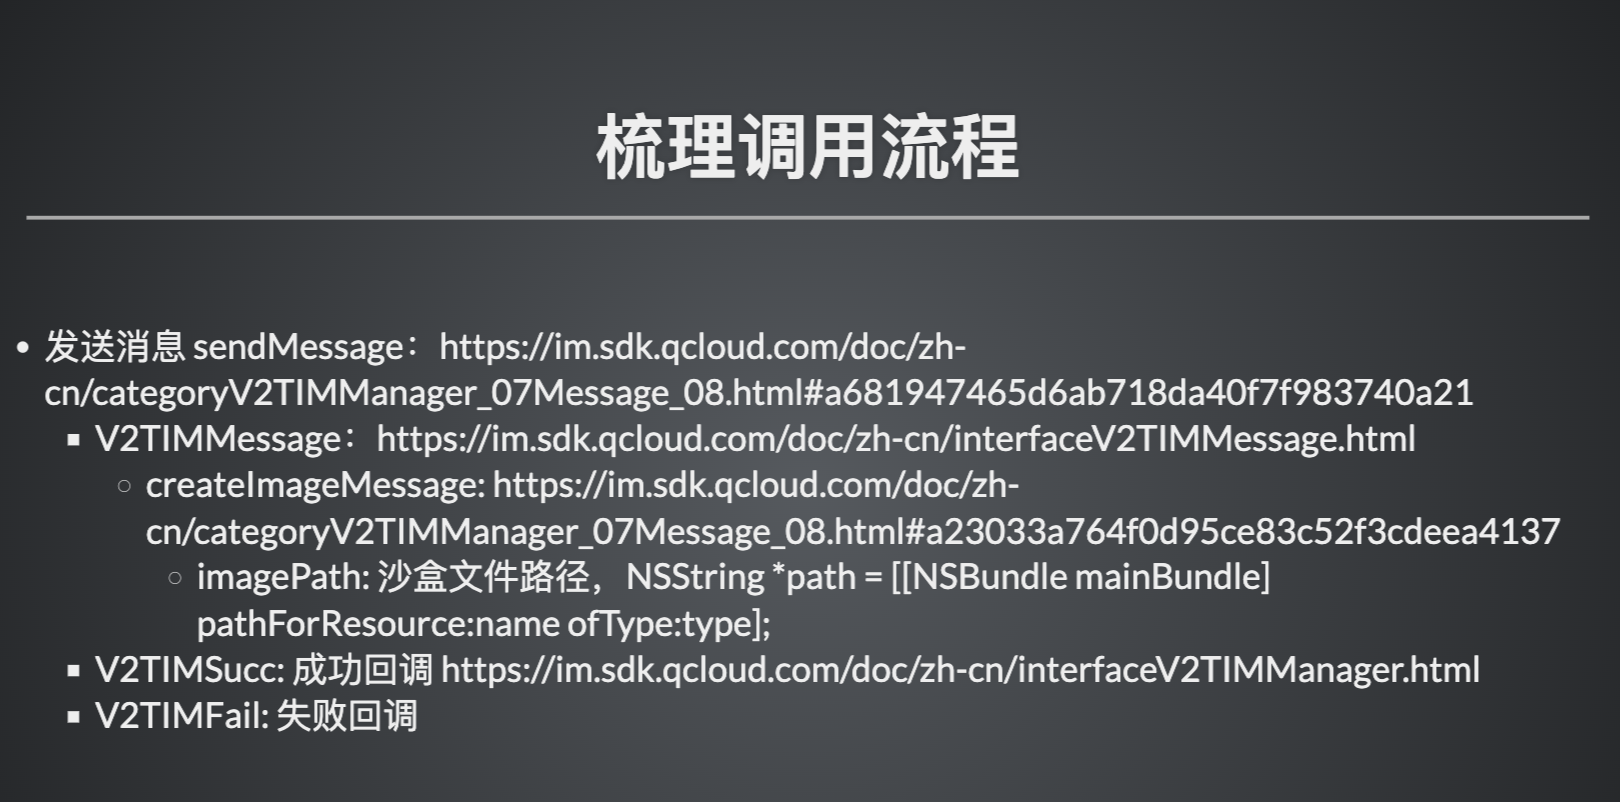 梳理调用流程
• 发送消息 sendMessage：https://im.sdk.qcloud.com/doc/zh-
cn/categoryV2TIMManager_07Message_08.html#a681947465d6ab718da40f7f983740a21
▪ V2TIMMessage：https://im.sdk.qcloud.com/doc/zh-cn/interfaceV2TIMMessage.html
○ createImageMessage: https://im.sdk.qcloud.com/doc/zh-
cn/categoryV2TIMManager_07Message_08.html#a23033a764f0d95ce83c52f3cdeea4137
○ imagePath: 沙盒文件路径，NSString *path = [[NSBundle mainBundle]
pathForResource:name ofType:type];
▪ V2TIMSucc: 成功回调 https://im.sdk.qcloud.com/doc/zh-cn/interfaceV2TIMManager.html
▪ V2TIMFail: 失败回调